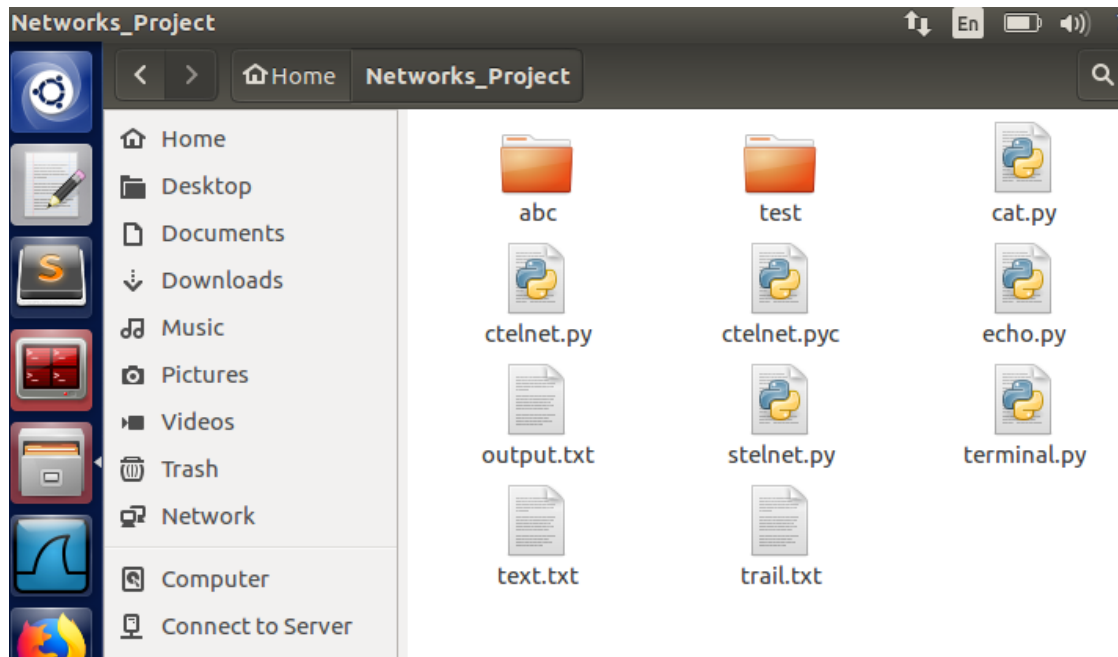 Networks_Project
En
Home
Networks_Project
Home
Desktop
Documents
Downloads
Music
Pictures
Videos
Trash
Network
Computer
Connect to Server
abc
test
cat.py
ctelnet.py
ctelnet.pyc
echo.py
output.txt
stelnet.py
terminal.py
text.txt
trail.txt